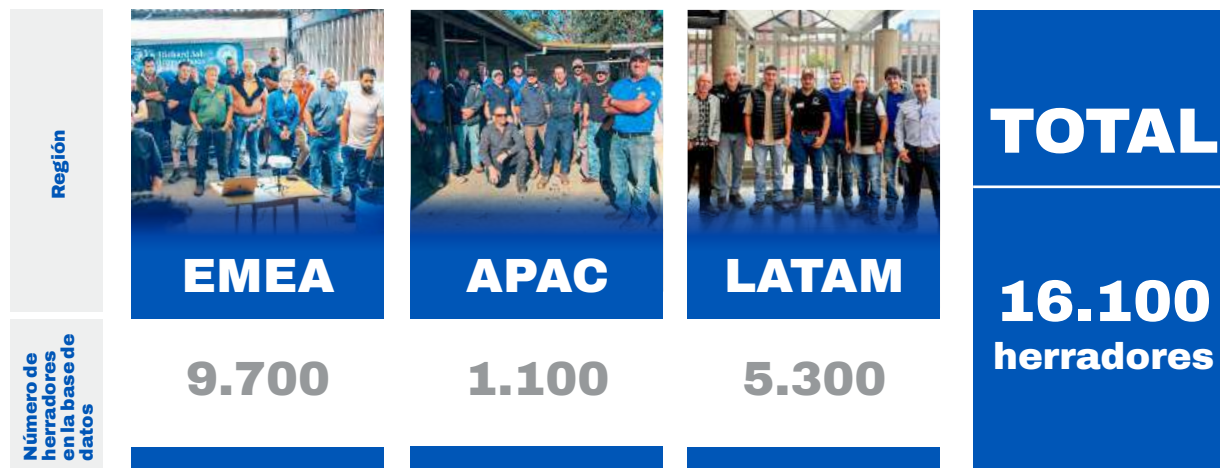 Región
EMEA
APAC
LATAM
TOTAL
Número de
herradores
en la base de
datos
9.700
1.100
5.300
16.100
herradores